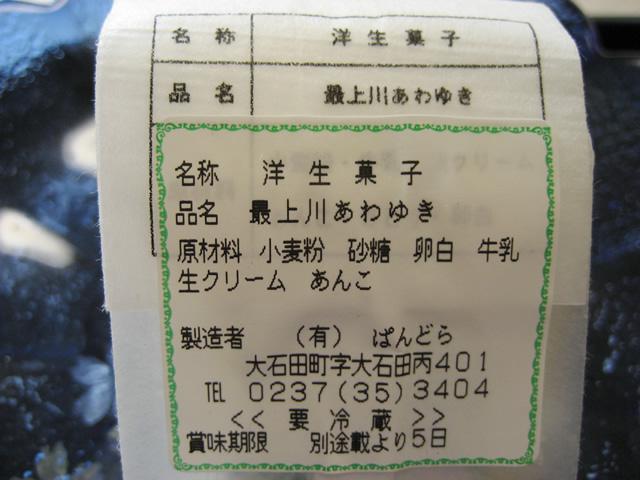 名称 洋生菓子
品名 最上川あわゆき
名称 洋生菓子
品名 最上川あわゆき
原材料 小麦粉 砂糖 卵白 牛乳
生クリーム あんこ
製造者 (有) ぱんどら
大石田町字大石田丙401
TEL 0237(35)3404
<< 要冷蔵 >>
賞味期限 別途載より5日